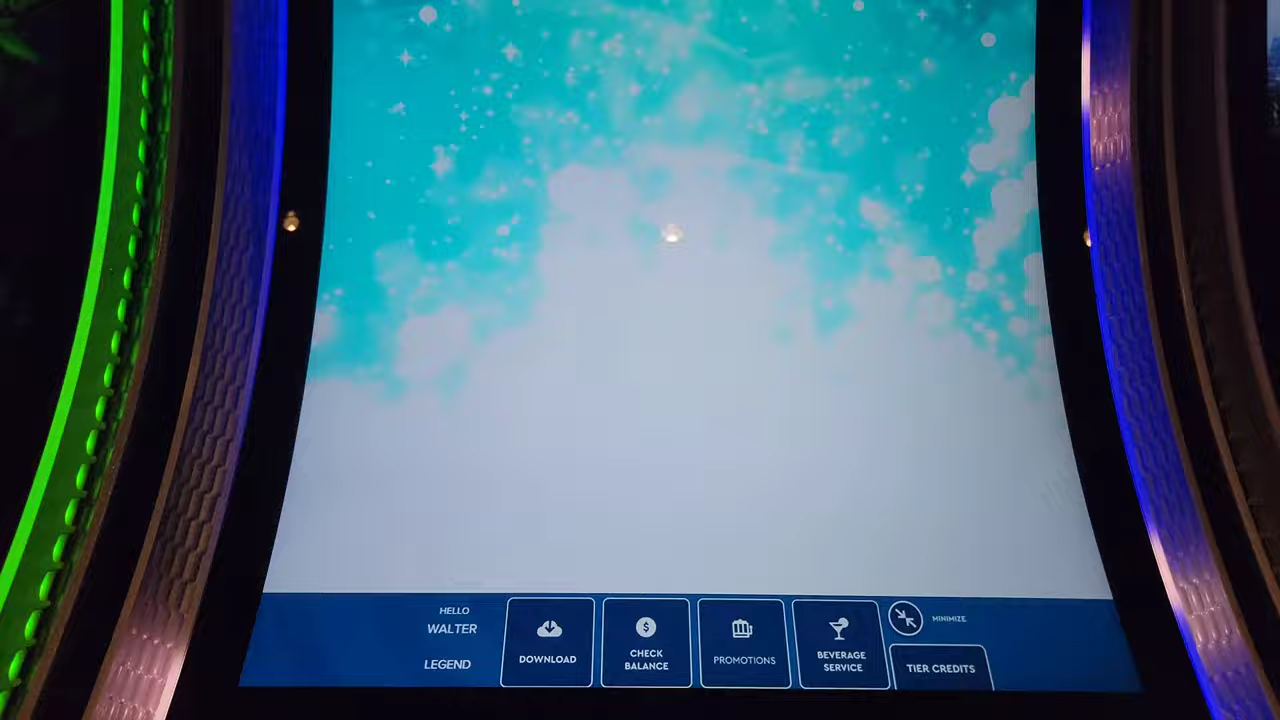 HELLO
WALTER
LEGEND
DOWNLOAD
CHECK
BALANCE
PROMOTIONS
BEVERAGE
SERVICE
MINIMIZE
TIER CREDITS